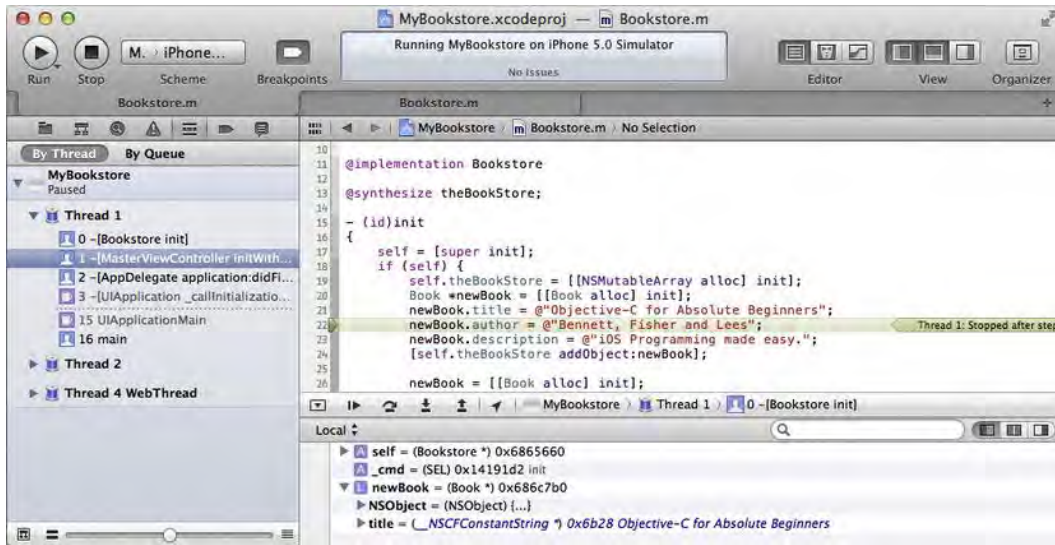 MyBookstore.xcodeproj — m Bookstore.m
Run
Stop
M. › iPhone...
Scheme
Breakpoints
Running MyBookstore on iPhone 5.0 Simulator
No Issues
Editor
View
Organizer
Bookstore.m
Bookstore.m
MyBookstore › m Bookstore.m › No Selection
By Thread By Queue
MyBookstore
Paused
Thread 1
0 -[Bookstore init]
1 -[MasterViewController initWith...
2 -[AppDelegate application:didFi...
3 -[UIApplication _callInitializatio...
15 UIApplicationMain
16 main
Thread 2
Thread 4 WebThread
10
11 @implementation Bookstore
12
13 @synthesize theBookStore;
14
15 - (id)init
16 {
17 self = [super init];
18 if (self) {
19 self.theBookStore = [[NSMutableArray alloc] init];
20 Book *newBook = [[Book alloc] init];
21 newBook.title = @"Objective-C for Absolute Beginners";
22 newBook.author = @"Bennett, Fisher and Lees"; Thread 1: Stopped after step
23 newBook.description = @"iOS Programming made easy.";
24 [self.theBookStore addObject:newBook];
25
26 newBook = [[Book alloc] init];
MyBookstore › Thread 1 › 0 -[Bookstore init]
Local
A self = (Bookstore *) 0x6865660
A _cmd = (SEL) 0x14191d2 init
L newBook = (Book *) 0x686c7b0
NSObject = (NSObject) {...}
title = (__NSCFConstantString *) 0x6b28 Objective-C for Absolute Beginners